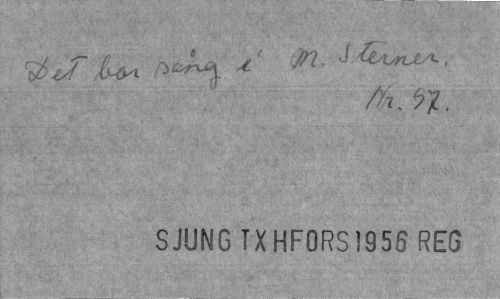 Det bor sång i M. Sterner.
Nr. 97.
SJUNG TX HFORS 1956 REG